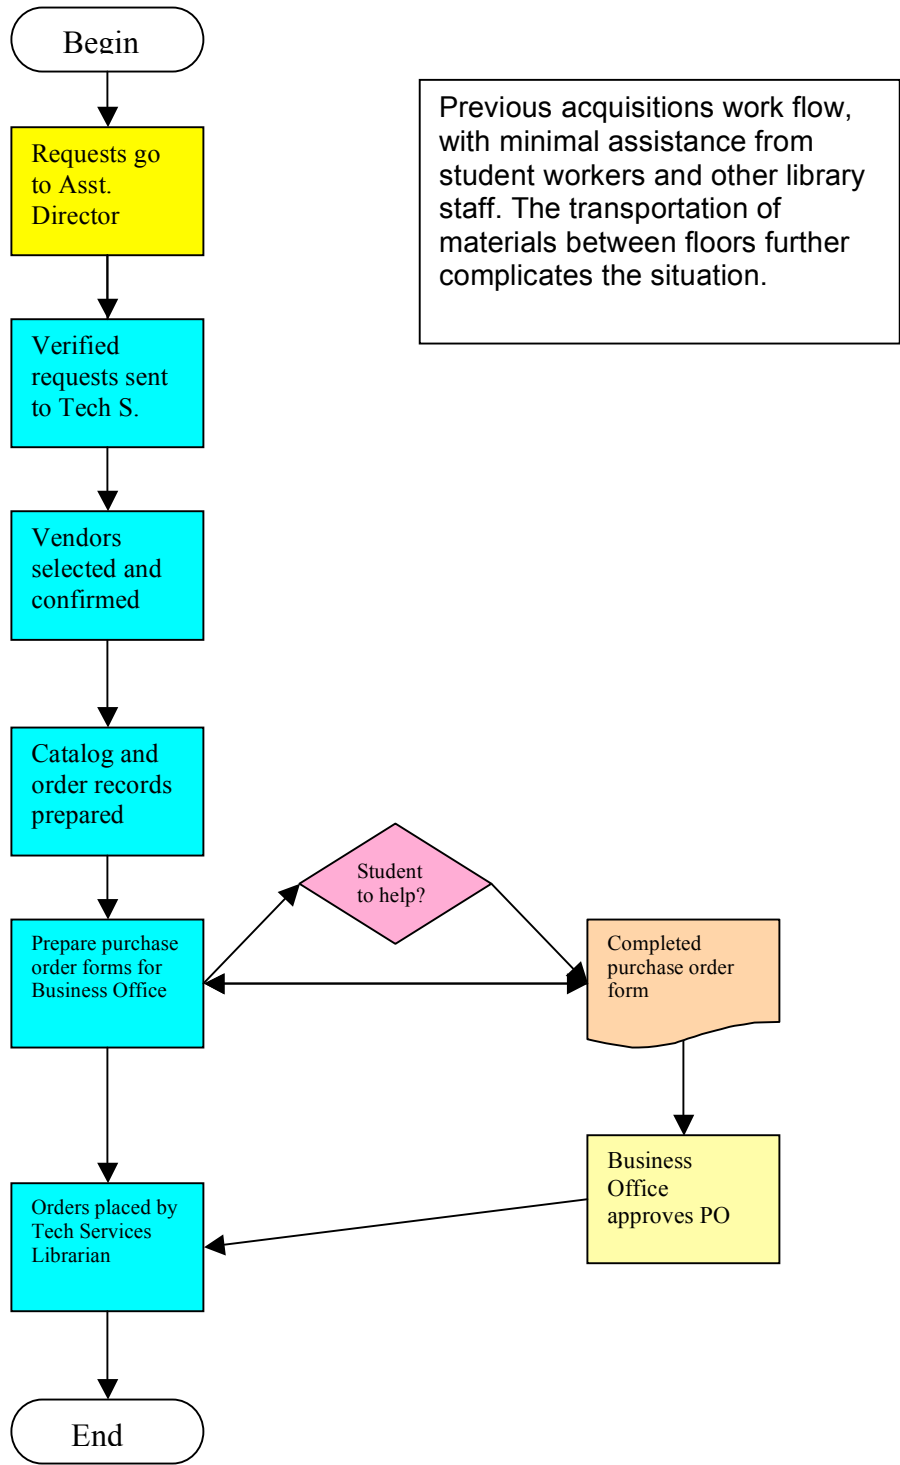 Begin
Previous acquisitions work flow,
with minimal assistance from
student workers and other library
staff. The transportation of
materials between floors further
complicates the situation.
Requests go
to Asst.
Director
Verified
requests sent
to Tech S.
Vendors
selected and
confirmed
Catalog and
order records
prepared
Student
to help?
Prepare purchase
order forms for
Business Office
Completed
purchase order
form
Business
Office
approves PO
Orders placed by
Tech Services
Librarian
End